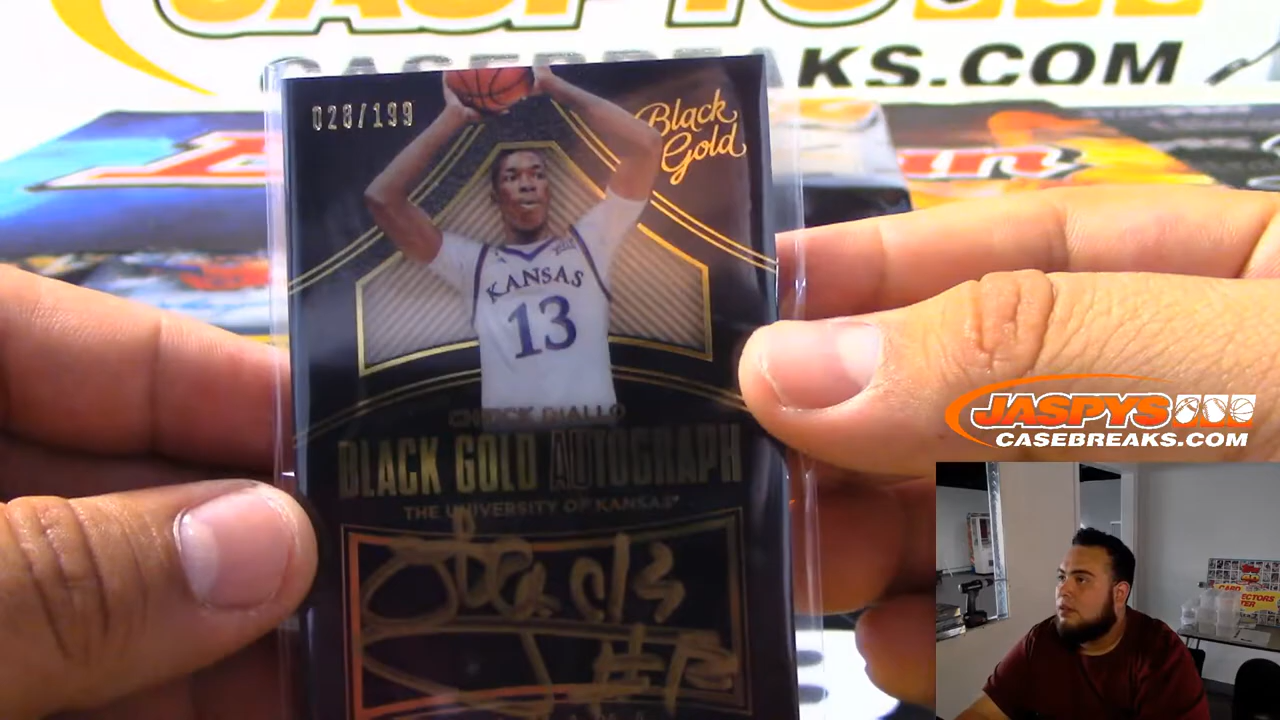 CASEBREAKS.COM
028/199
Black
Gold
KANSAS
13
CHEICK DIALLO
BLACK GOLD AUTOGRAPH
THE UNIVERSITY OF KANSAS
#13
JASPYS
CASEBREAKS.COM